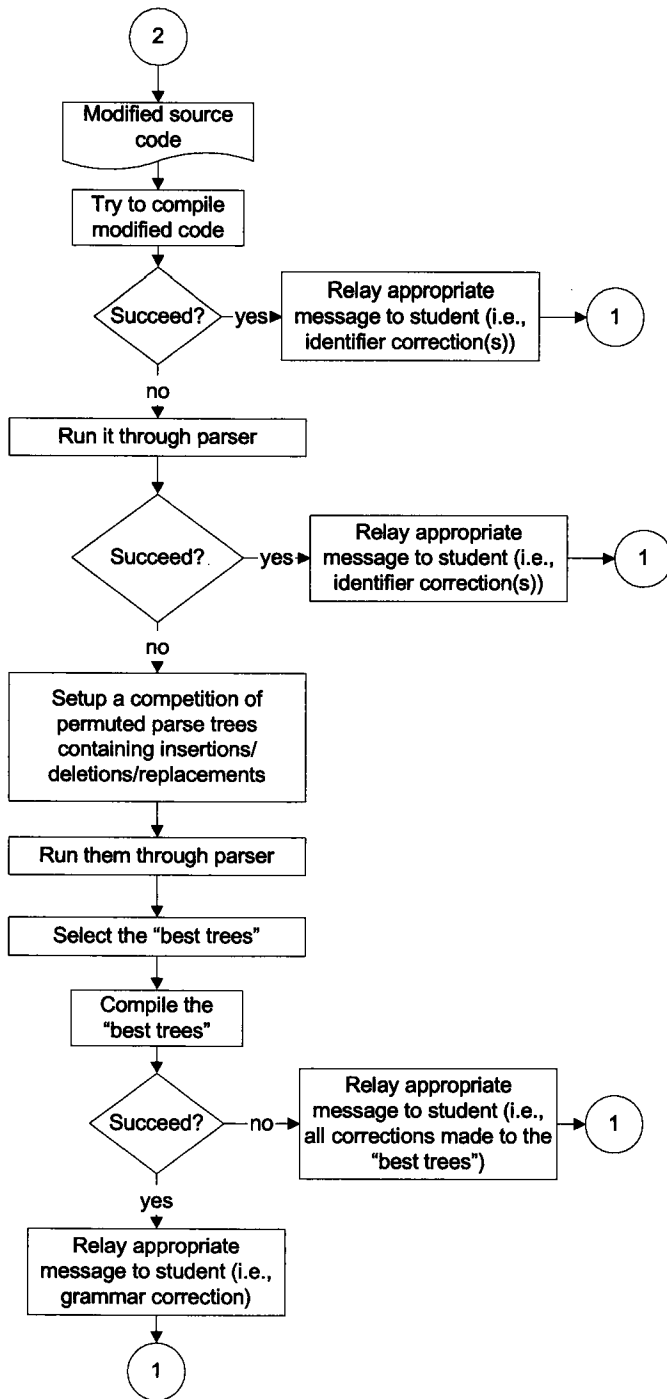 2
Modified source
code
Try to compile
modified code
Succeed?
yes
Relay appropriate
message to student (i.e.,
identifier correction(s))
1
no
Run it through parser
Succeed?
yes
Relay appropriate
message to student (i.e.,
identifier correction(s))
1
no
Setup a competition of
permuted parse trees
containing insertions/
deletions/replacements
Run them through parser
Select the “best trees”
Compile the
“best trees”
Succeed?
no
Relay appropriate
message to student (i.e.,
all corrections made to the
“best trees”)
1
yes
Relay appropriate
message to student (i.e.,
grammar correction)
1